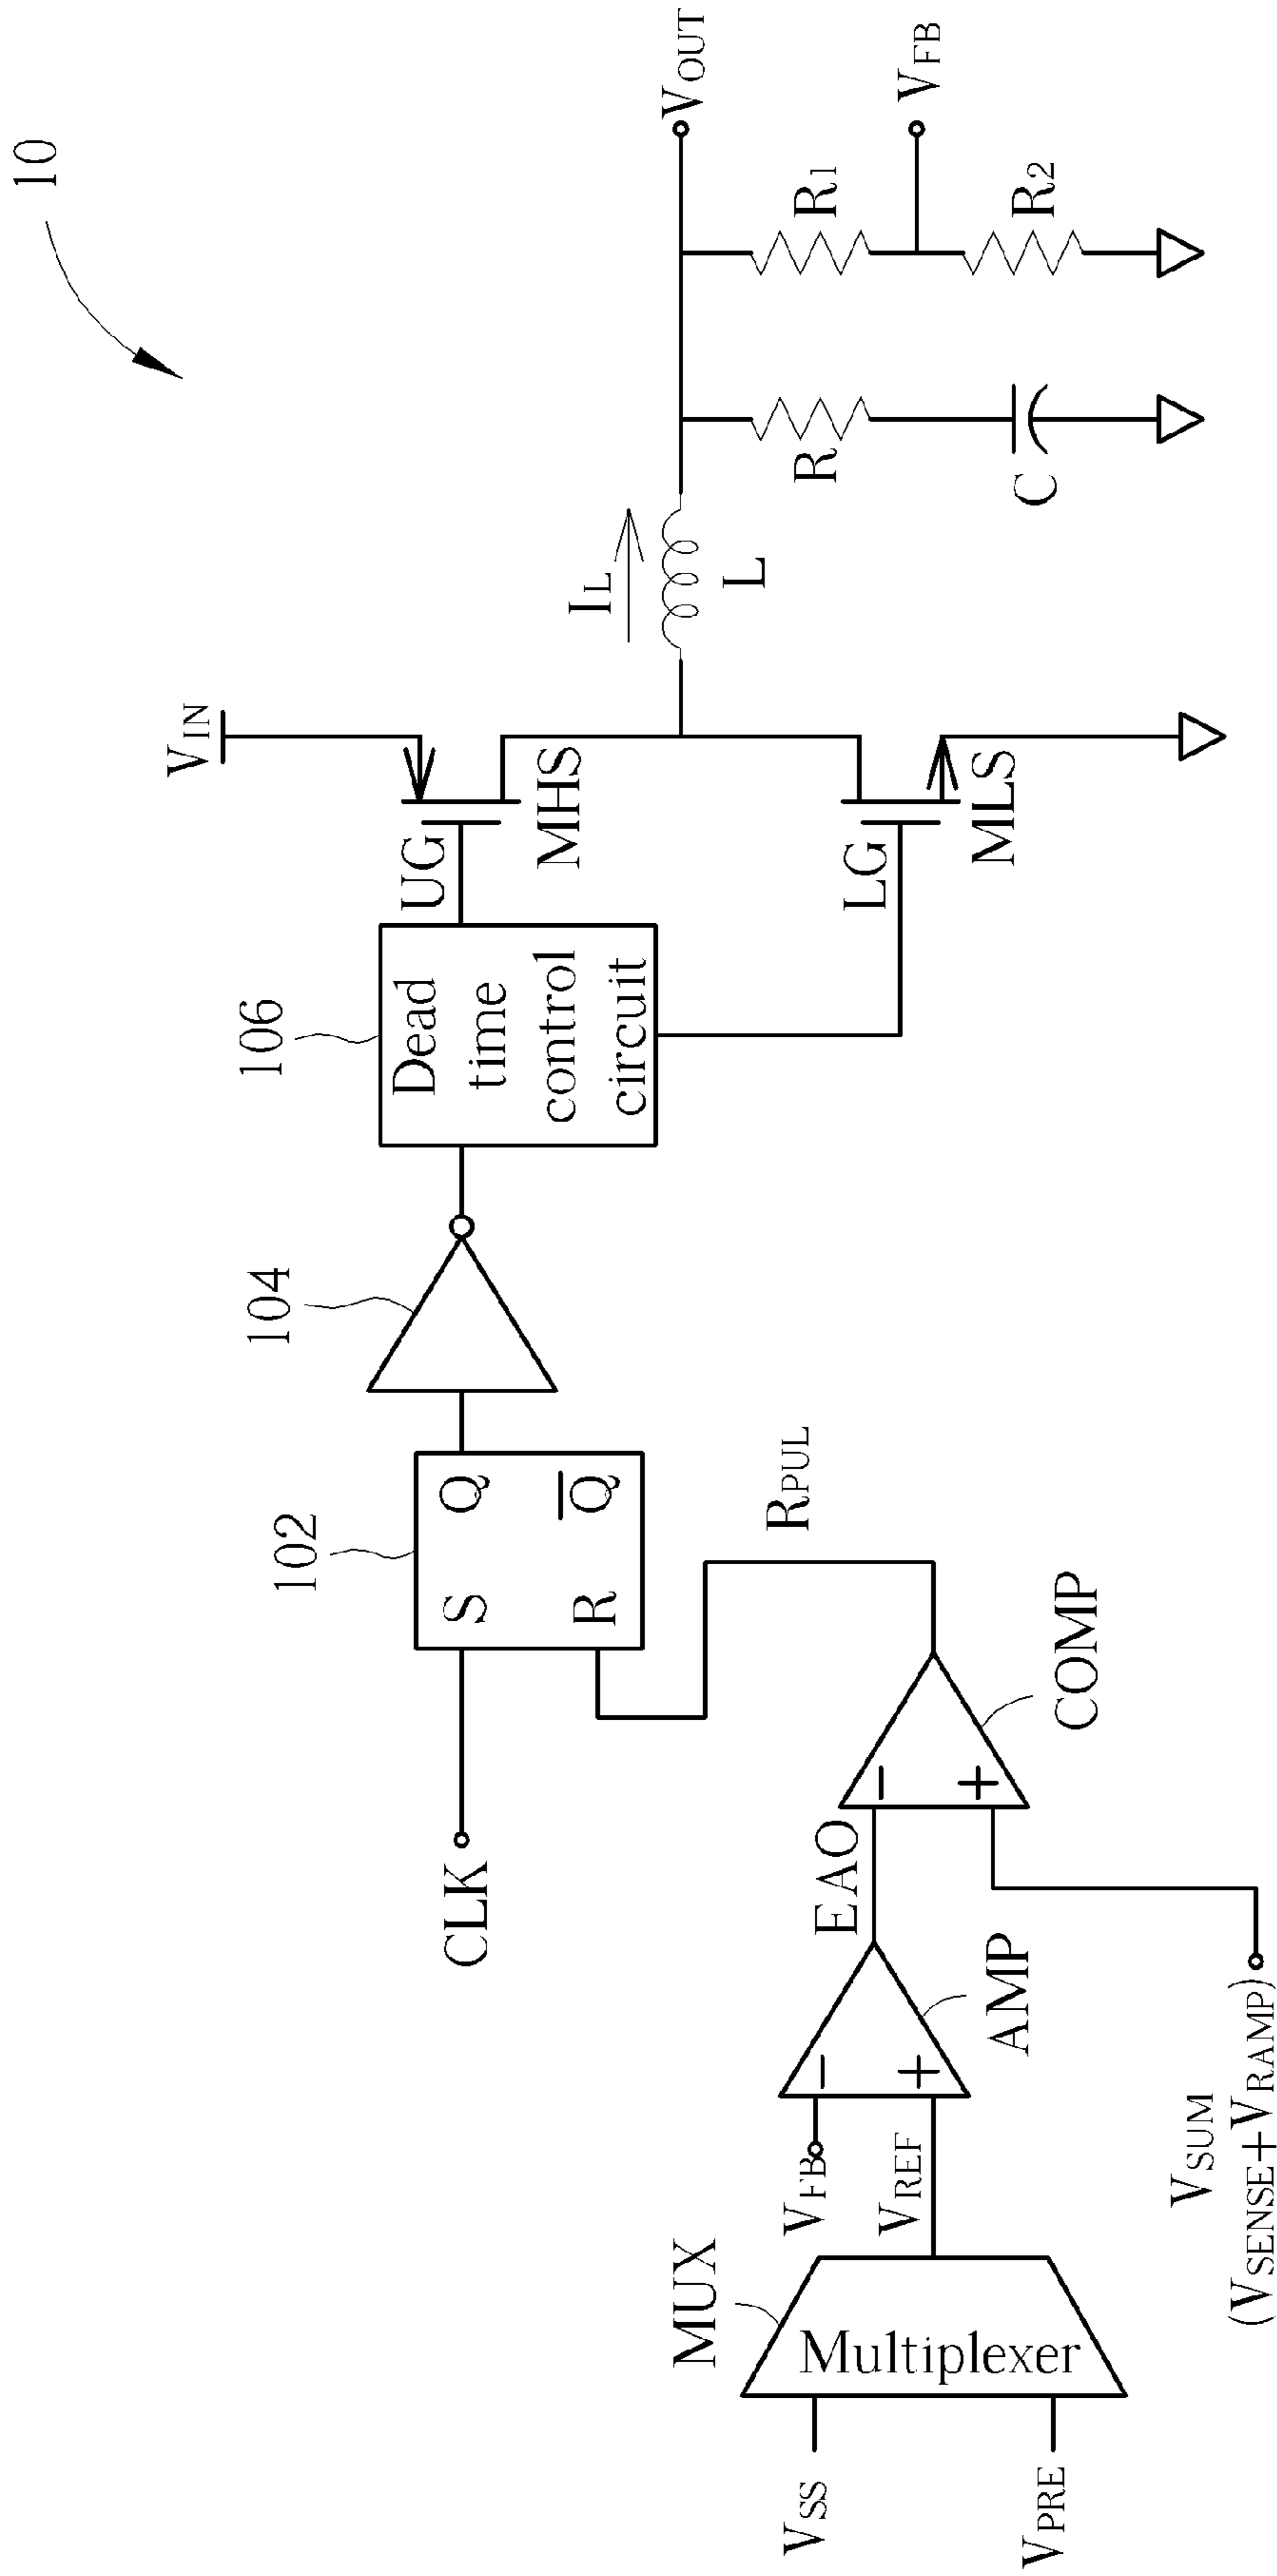 10
VIN
UG
MHS
106
Dead
time
control
circuit
LG
MLS
IL
L
VOUT
R
C
R1
VFB
R2
104
102
S
Q
R
Q
CLK
RPUL
COMP
−
+
EAO
AMP
−
+
VFB
VREF
MUX
Multiplexer
VSS
VPRE
VSUM
(VSENSE+VRAMP)